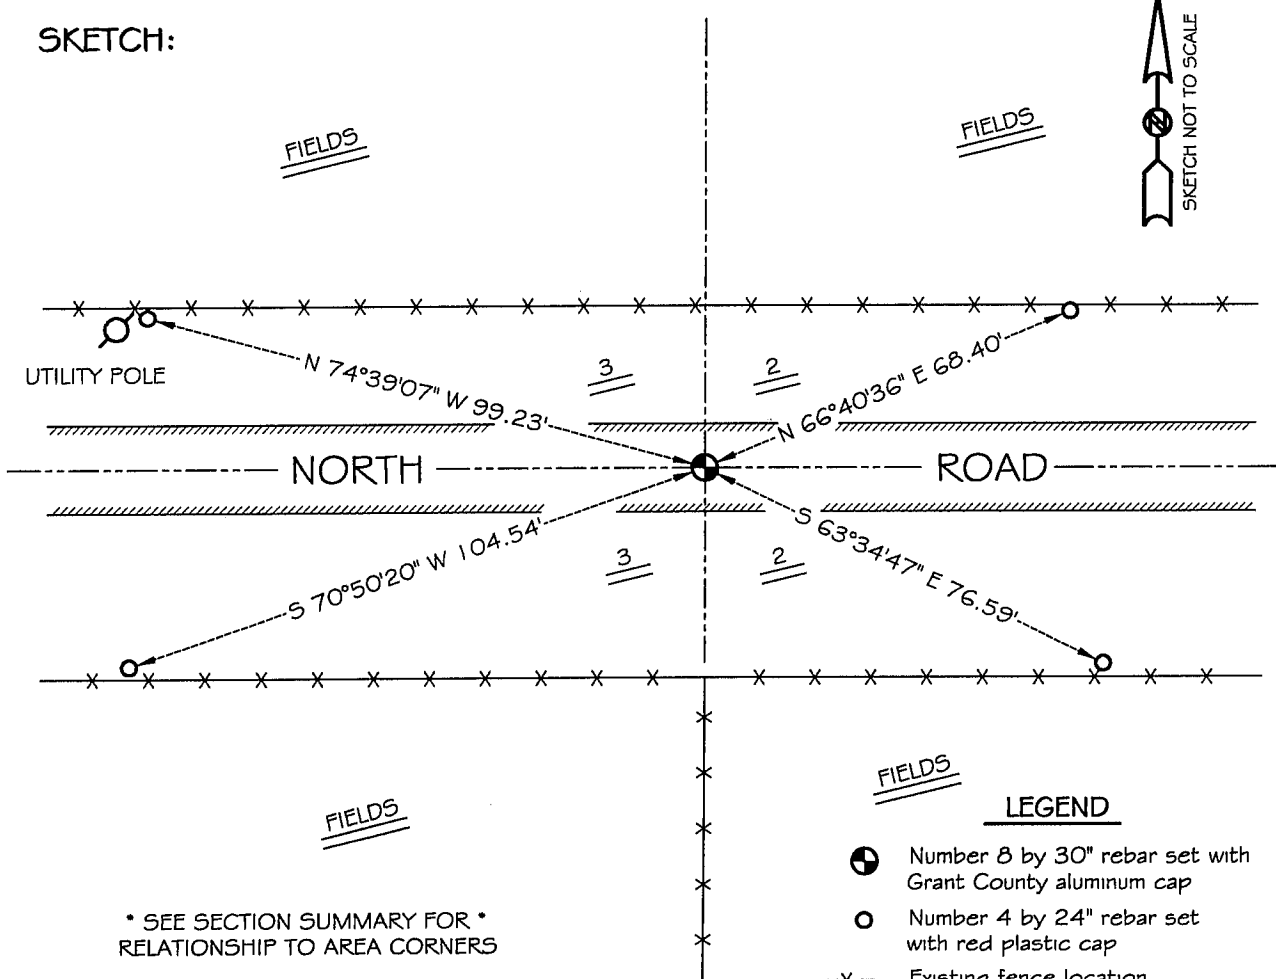 SKETCH:
SKETCH NOT TO SCALE
N
FIELDS
FIELDS
UTILITY POLE
N 74°39'07" W 99.23'
3
2
N 66°40'36" E 68.40'
NORTH ROAD
S 70°50'20" W 104.54'
3
2
S 63°34'47" E 76.59'
FIELDS
FIELDS
LEGEND
Number 8 by 30" rebar set with
Grant County aluminum cap
Number 4 by 24" rebar set
with red plastic cap
Existing fence location
* SEE SECTION SUMMARY FOR *
RELATIONSHIP TO AREA CORNERS